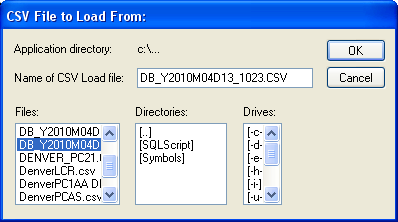 CSV File to Load From:
Application directory: c:\...
OK
Name of CSV Load file: DB_Y2010M04D13_1023.CSV
Cancel
Files:
Directories:
Drives:
DB_Y2010M04D
DB_Y2010M04D
DENVER_PC21.
DenverLCR.csv
DenverPC1AA DI
DenverPCAS.csv
[..]
[SQLScript]
[Symbols]
[-c-
[-d-
[-e-
[-h-
[-i-]
[-u-